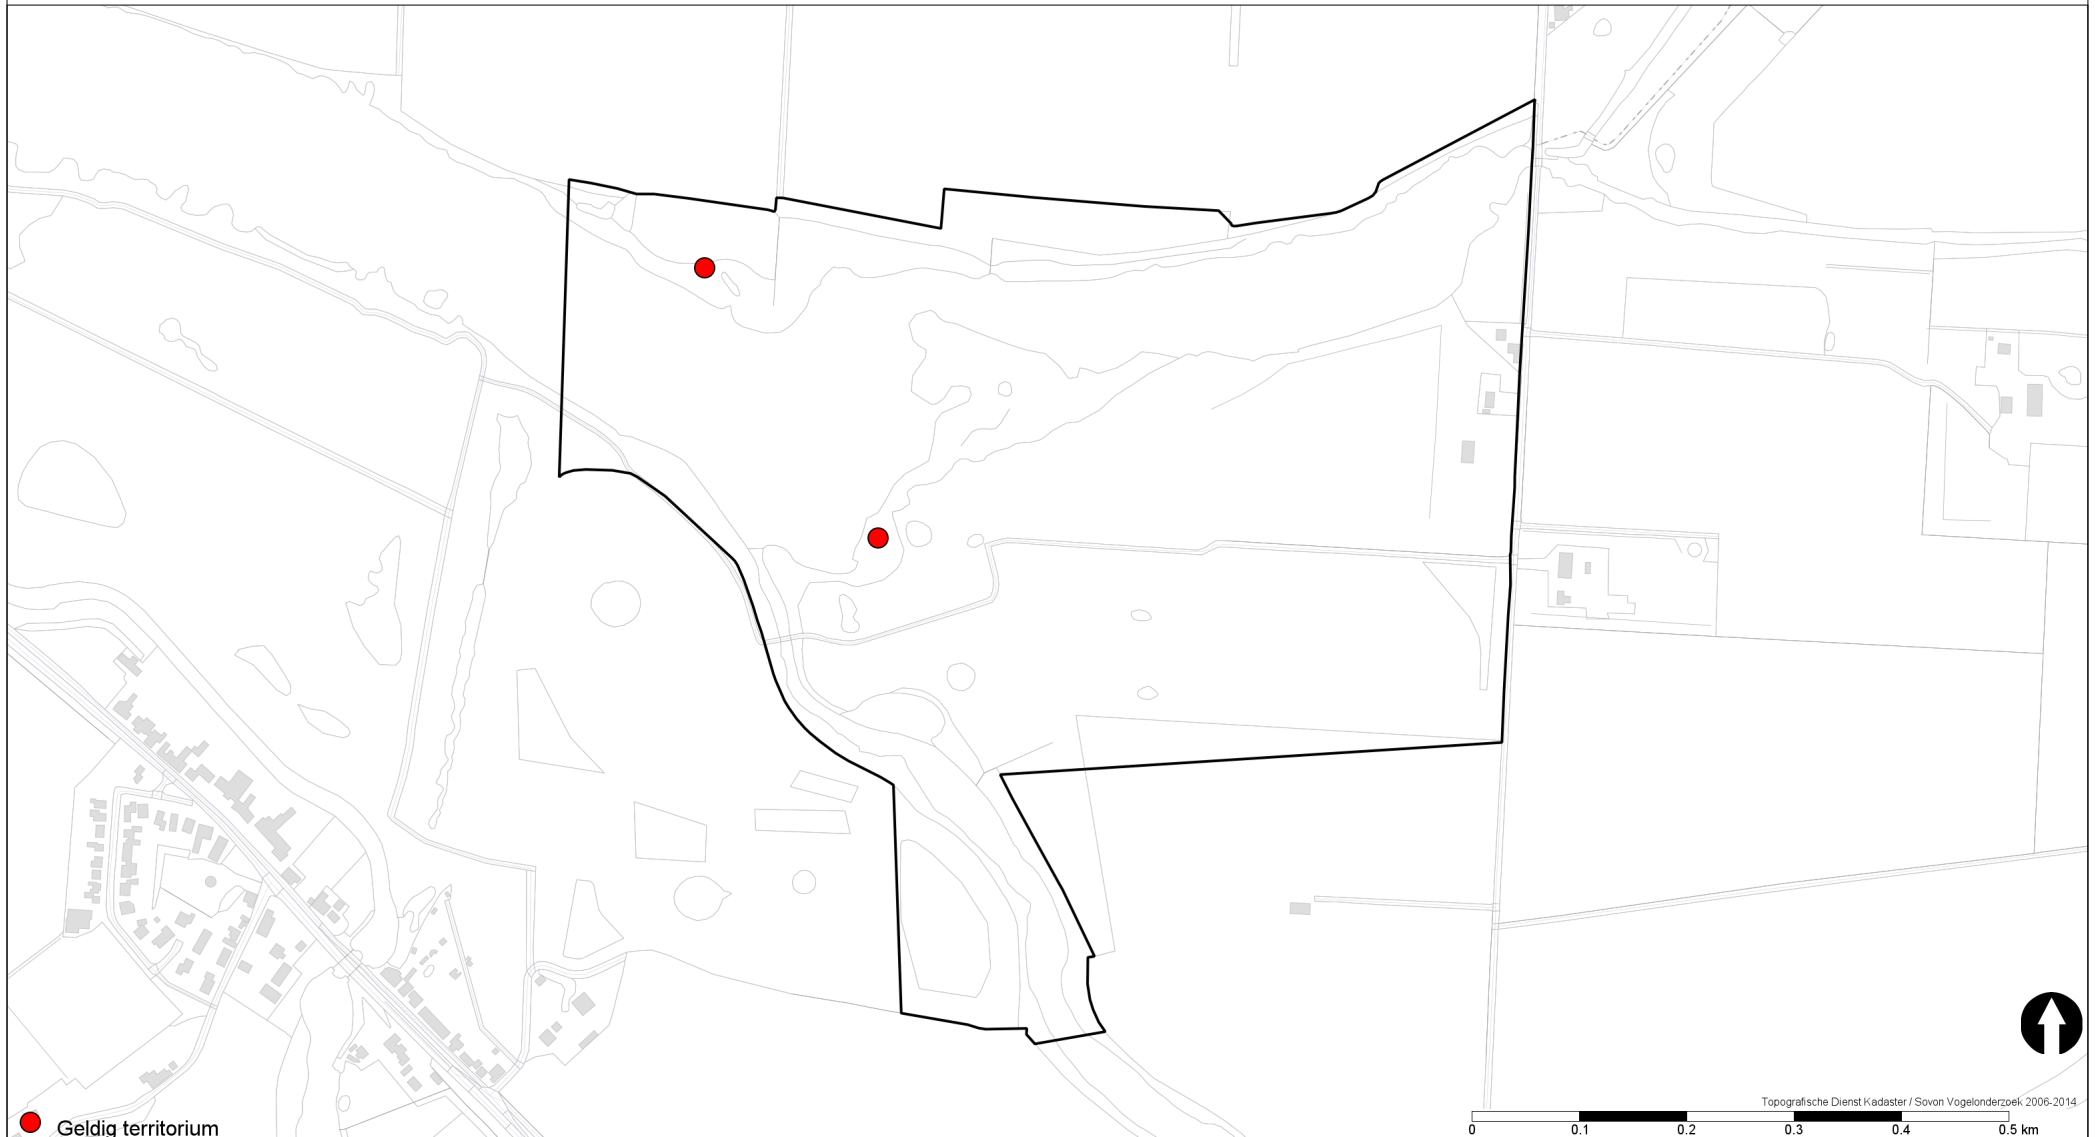 Topografische Dienst Kadaster / Sovon Vogelonderzoek 2006-2014
0 0.1 0.2 0.3 0.4 0.5 km
Geldig territorium